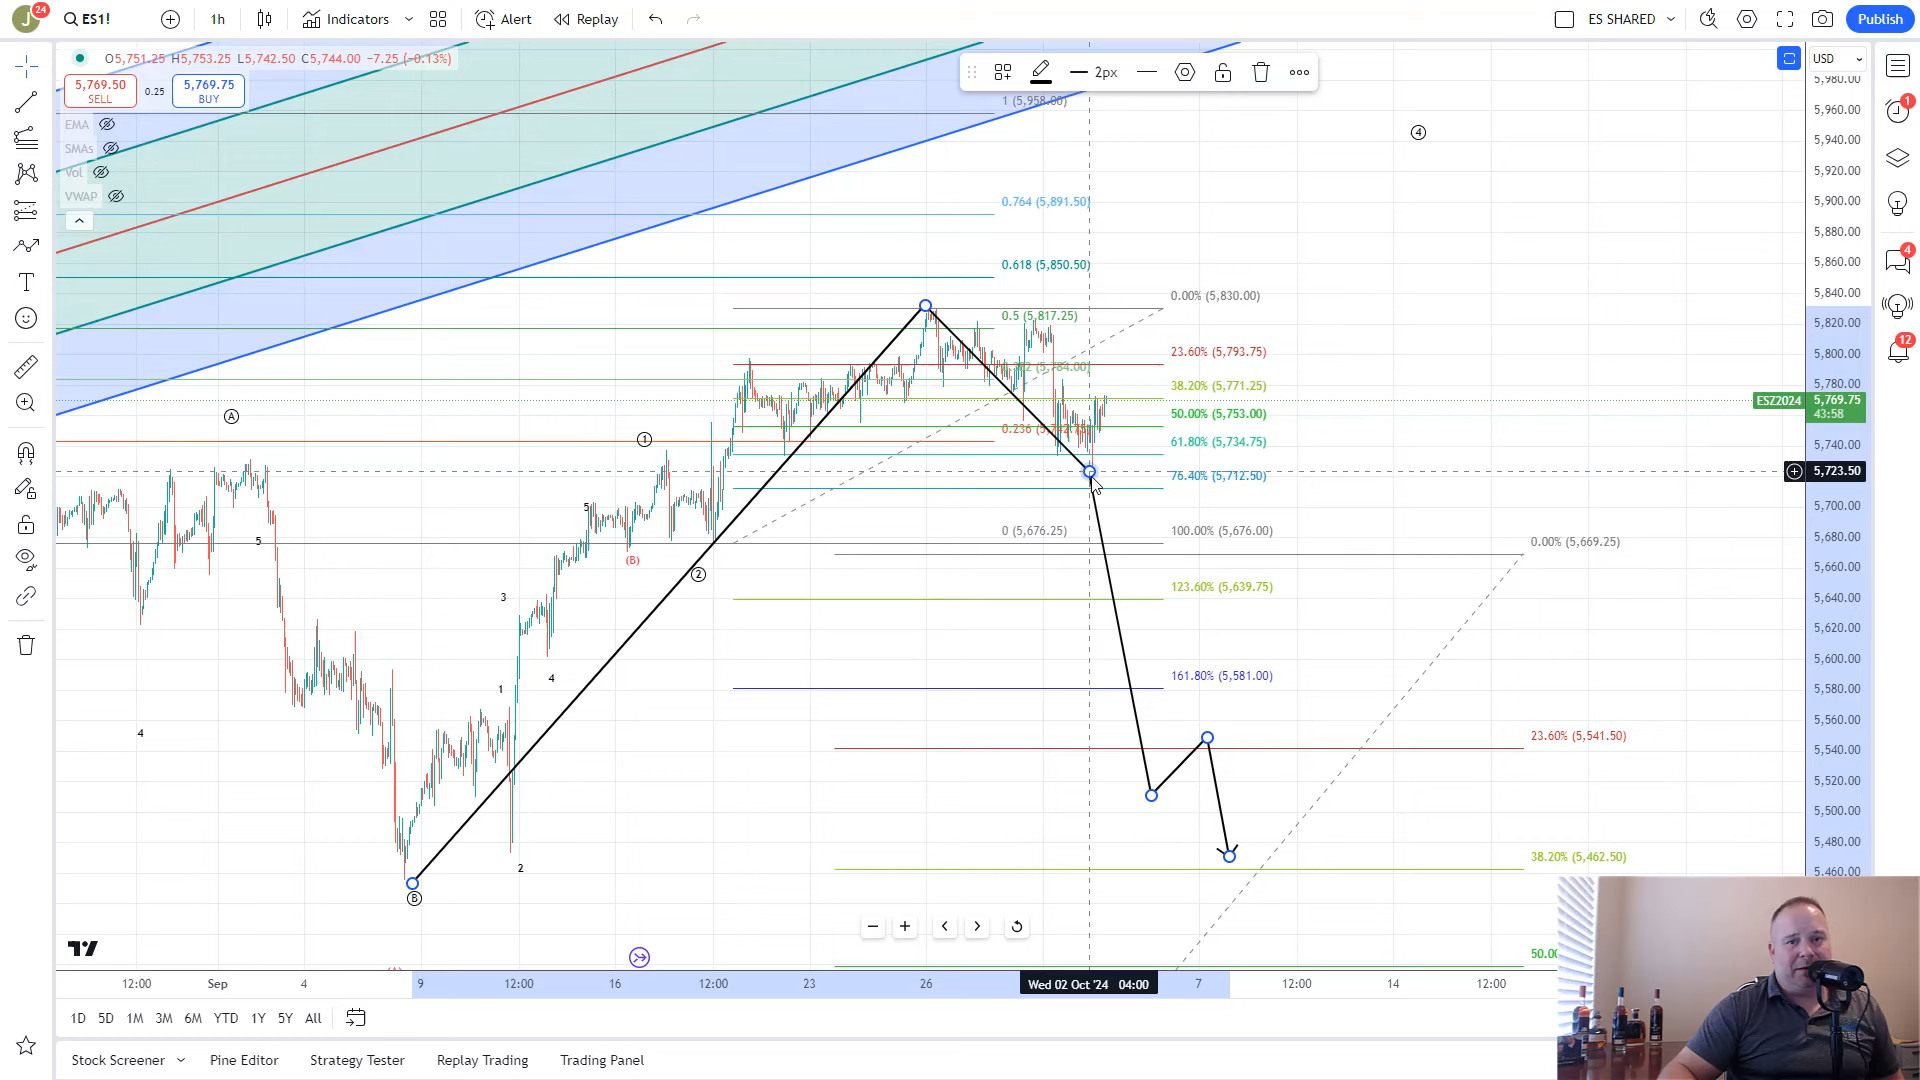 J
24
ES1!
1h
Indicators
Alert
Replay
ES SHARED
Publish
O5,751.25 H5,753.25 L5,742.50 C5,744.00 −7.25 (−0.13%)
5,769.50
SELL
0.25
5,769.75
BUY
EMA
SMAs
Vol
VWAP
2px
USD
1 (5,958.00)
0.764 (5,891.50)
0.618 (5,850.50)
0.5 (5,817.25)
0.236 (5,742.75)
0 (5,676.25)
0.00% (5,830.00)
23.60% (5,793.75)
38.20% (5,771.25)
50.00% (5,753.00)
61.80% (5,734.75)
76.40% (5,712.50)
100.00% (5,676.00)
123.60% (5,639.75)
161.80% (5,581.00)
0.00% (5,669.25)
23.60% (5,541.50)
38.20% (5,462.50)
50.00
4
A
1
5
5
(B)
2
3
4
1
4
2
B
5,980.00
5,960.00
5,940.00
5,920.00
5,900.00
5,880.00
5,860.00
5,840.00
5,820.00
5,800.00
5,780.00
ESZ2024
5,769.75
43:58
5,740.00
5,723.50
5,700.00
5,680.00
5,660.00
5,640.00
5,620.00
5,600.00
5,580.00
5,560.00
5,540.00
5,520.00
5,500.00
5,480.00
5,460.00
1
4
12
12:00
Sep
4
9
12:00
16
12:00
23
26
Wed 02 Oct '24 04:00
7
12:00
14
12:00
1D 5D 1M 3M 6M YTD 1Y 5Y All
Stock Screener
Pine Editor
Strategy Tester
Replay Trading
Trading Panel